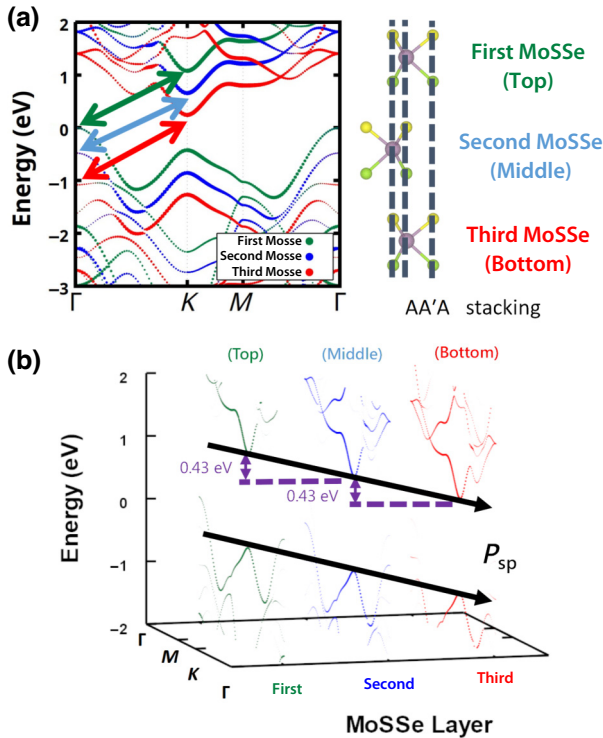 (a)
Energy (eV)
2
1
0
−1
−2
−3
Γ
K
M
Γ
First Mosse
Second Mosse
Third Mosse
First MoSSe
(Top)
Second MoSSe
(Middle)
Third MoSSe
(Bottom)
AA'A stacking
(b)
(Top)
(Middle)
(Bottom)
Energy (eV)
2
1
0
−1
−2
0.43 eV
0.43 eV
Psp
Γ
M
K
Γ
First
Second
Third
MoSSe Layer